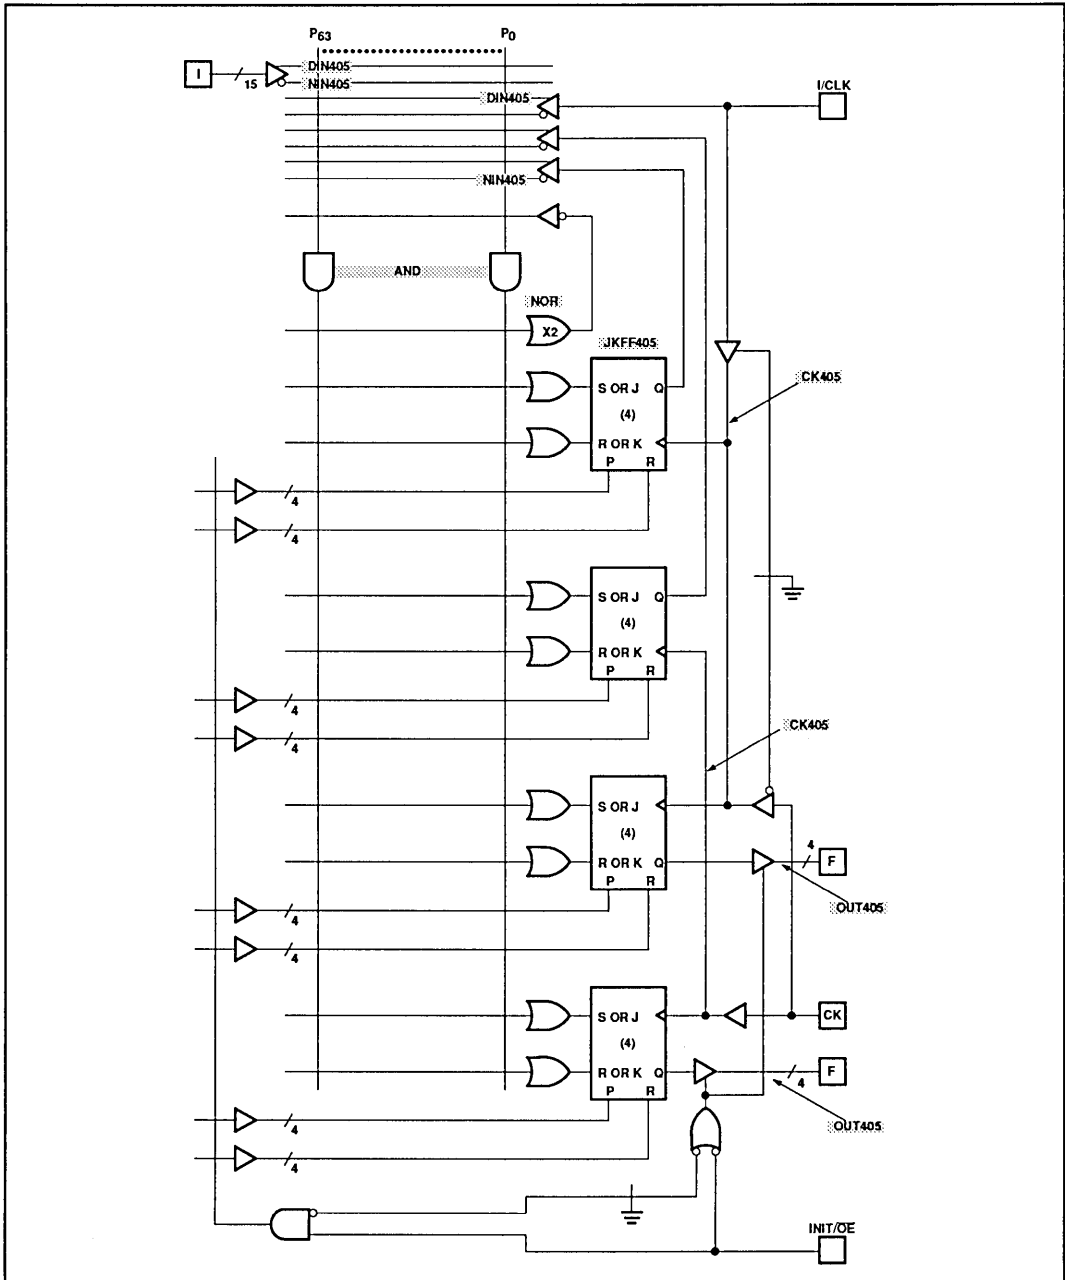 P63 P0
I 15 DIN405
NIN405
DIN405
I/CLK
NIN405
AND
NOR
X2
JKFF405
S OR J Q
(4)
R OR K
P R
CK405
4
4
S OR J Q
(4)
R OR K
P R
4
4
CK405
S OR J
(4)
R OR K Q
P R
4 F
OUT405
4
4
S OR J
(4)
R OR K Q
P R
CK
4 F
OUT405
4
4
INIT/OE